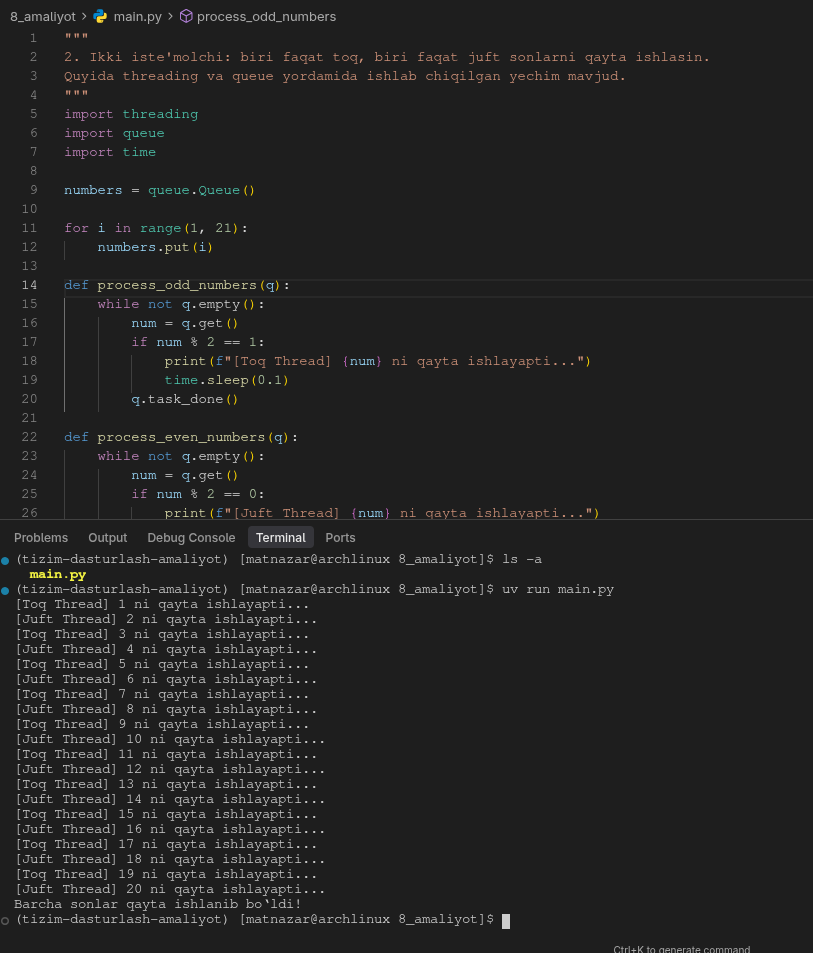 8_amaliyot > main.py > process_odd_numbers
1 """
2 2. Ikki iste'molchi: biri faqat toq, biri faqat juft sonlarni qayta ishlasin.
3 Quyida threading va queue yordamida ishlab chiqilgan yechim mavjud.
4 """
5 import threading
6 import queue
7 import time
8
9 numbers = queue.Queue()
10
11 for i in range(1, 21):
12     numbers.put(i)
13
14 def process_odd_numbers(q):
15     while not q.empty():
16         num = q.get()
17         if num % 2 == 1:
18             print(f"[Toq Thread] {num} ni qayta ishlayapti...")
19             time.sleep(0.1)
20         q.task_done()
21
22 def process_even_numbers(q):
23     while not q.empty():
24         num = q.get()
25         if num % 2 == 0:
26             print(f"[Juft Thread] {num} ni qayta ishlayapti...")
Problems Output Debug Console Terminal Ports
(tizim-dasturlash-amaliyot) [matnazar@archlinux 8_amaliyot]$ ls -a
main.py
(tizim-dasturlash-amaliyot) [matnazar@archlinux 8_amaliyot]$ uv run main.py
[Toq Thread] 1 ni qayta ishlayapti...
[Juft Thread] 2 ni qayta ishlayapti...
[Toq Thread] 3 ni qayta ishlayapti...
[Juft Thread] 4 ni qayta ishlayapti...
[Toq Thread] 5 ni qayta ishlayapti...
[Juft Thread] 6 ni qayta ishlayapti...
[Toq Thread] 7 ni qayta ishlayapti...
[Juft Thread] 8 ni qayta ishlayapti...
[Toq Thread] 9 ni qayta ishlayapti...
[Juft Thread] 10 ni qayta ishlayapti...
[Toq Thread] 11 ni qayta ishlayapti...
[Juft Thread] 12 ni qayta ishlayapti...
[Toq Thread] 13 ni qayta ishlayapti...
[Juft Thread] 14 ni qayta ishlayapti...
[Toq Thread] 15 ni qayta ishlayapti...
[Juft Thread] 16 ni qayta ishlayapti...
[Toq Thread] 17 ni qayta ishlayapti...
[Juft Thread] 18 ni qayta ishlayapti...
[Toq Thread] 19 ni qayta ishlayapti...
[Juft Thread] 20 ni qayta ishlayapti...
Barcha sonlar qayta ishlanib bo‘ldi!
(tizim-dasturlash-amaliyot) [matnazar@archlinux 8_amaliyot]$
Ctrl+K to generate command